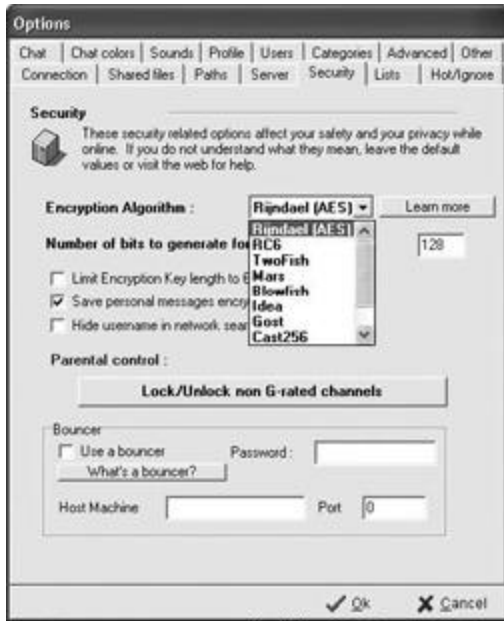 Options
Chat Chat colors Sounds Profile Users Categories Advanced Other
Connection Shared files Paths Server Security Lists Hot/Ignore
Security
These security related options affect your safety and your privacy while
online. If you do not understand what they mean, leave the default
values or visit the web for help.
Encryption Algorithm : Rijndael (AES) Learn more
Rijndael (AES)
Number of bits to generate fo 128
RC6
TwoFish
Limit Encryption Key length to
Mars
Blowfish
Save personal messages encry
Idea
Hide username in network sear
Gost
Cast256
Parental control :
Lock/Unlock non G-rated channels
Bouncer
Use a bouncer Password :
What's a bouncer?
Host Machine Port 0
Ok Cancel